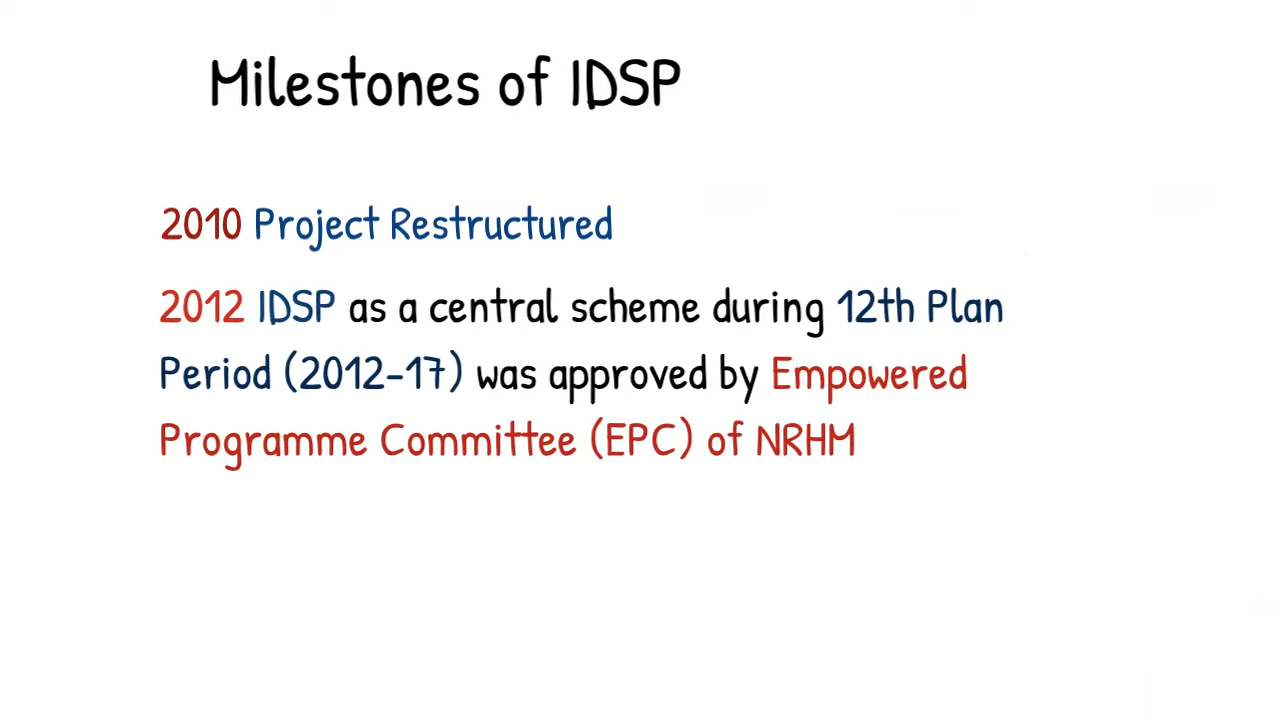 Milestones of IDSP
2010 Project Restructured
2012 IDSP as a central scheme during 12th Plan
Period (2012-17) was approved by Empowered
Programme Committee (EPC) of NRHM